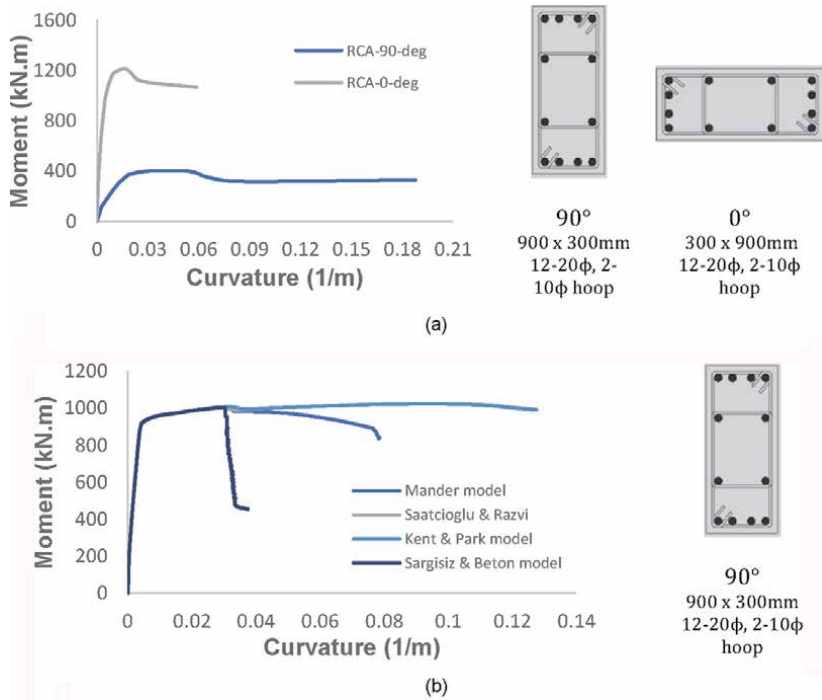 1600
1200
800
400
0
Moment (kN.m)
RCA-90-deg
RCA-0-deg
0
0.03
0.06
0.09
0.12
0.15
0.18
0.21
Curvature (1/m)
90°
900 x 300mm
12-20ϕ, 2-
10ϕ hoop
0°
300 x 900mm
12-20ϕ, 2-10ϕ
hoop
(a)
1200
1000
800
600
400
200
0
Moment (kN.m)
Mander model
Saatcioglu & Razvi
Kent & Park model
Sargisiz & Beton model
0
0.02
0.04
0.06
0.08
0.1
0.12
0.14
Curvature (1/m)
90°
900 x 300mm
12-20ϕ, 2-10ϕ
hoop
(b)